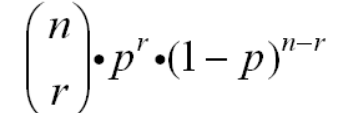 (n r)•p^r•(1 − p)^{n−r}